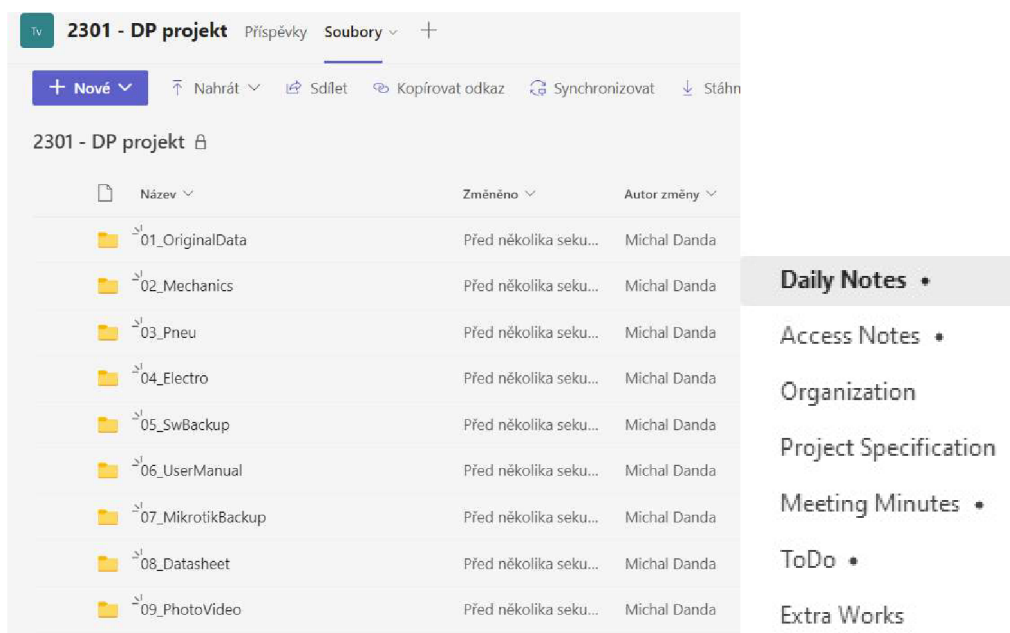 Tv 2301 - DP projekt Příspěvky Soubory
Nové Nahrát Sdílet Kopírovat odkaz Synchronizovat Stáhn
2301 - DP projekt
Název Změněno Autor změny
01_OriginalData Před několika seku... Michal Danda
02_Mechanics Před několika seku... Michal Danda
03_Pneu Před několika seku... Michal Danda
04_Electro Před několika seku... Michal Danda
05_SwBackup Před několika seku... Michal Danda
06_UserManual Před několika seku... Michal Danda
07_MikrotikBackup Před několika seku... Michal Danda
08_Datasheet Před několika seku... Michal Danda
09_PhotoVideo Před několika seku... Michal Danda
Daily Notes •
Access Notes •
Organization
Project Specification
Meeting Minutes •
ToDo •
Extra Works